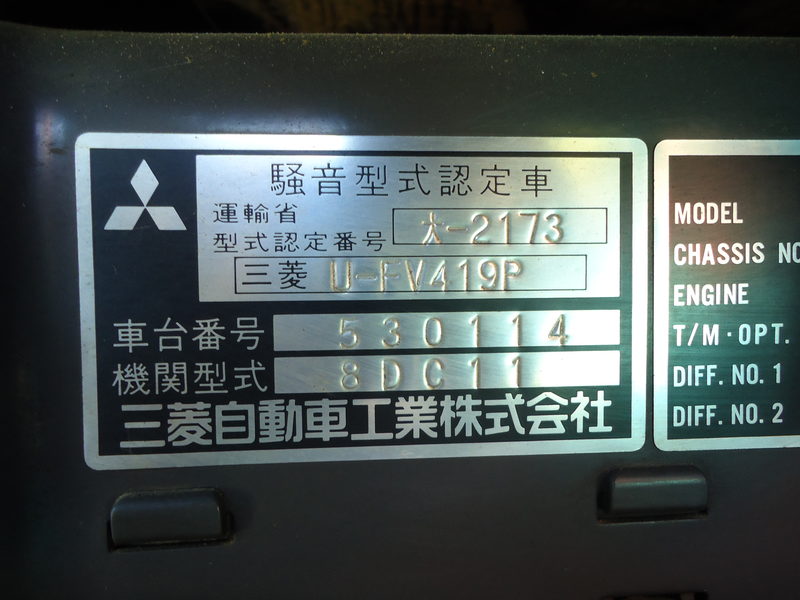 騒音型式認定車
運輸省
型式認定番号 大-2173
三菱 U-FV419P
車台番号 530114
機関型式 8DC11
三菱自動車工業株式会社
MODEL
CHASSIS NO
ENGINE
T/M・OPT.
DIFF. NO. 1
DIFF. NO. 2